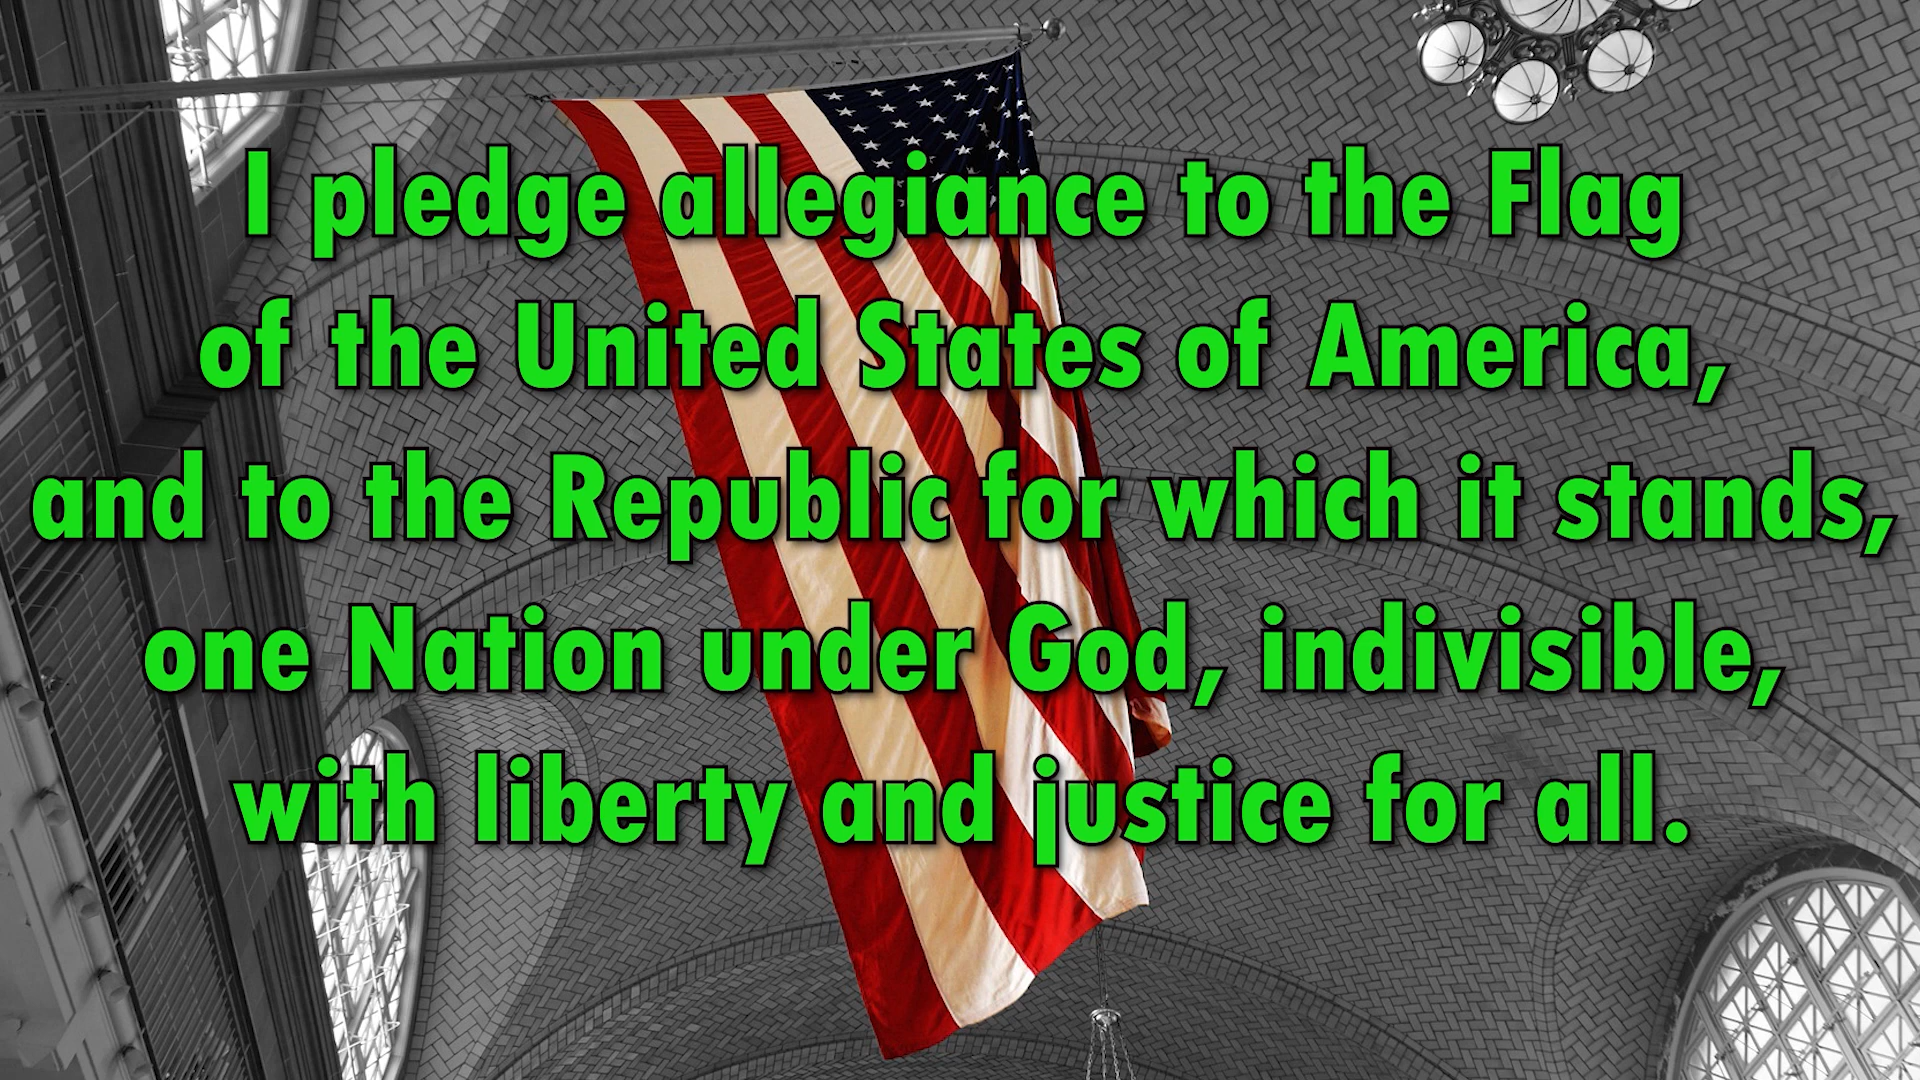 I pledge allegiance to the Flag
of the United States of America,
and to the Republic for which it stands,
one Nation under God, indivisible,
with liberty and justice for all.